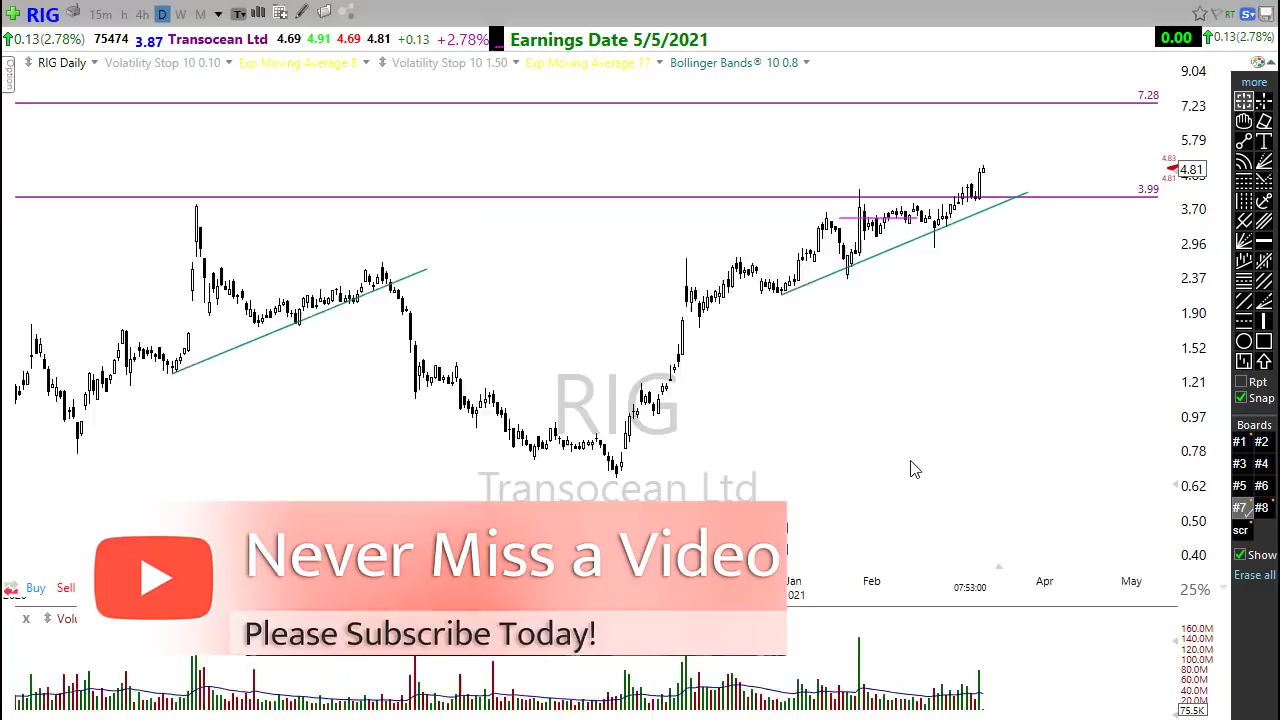 RIG 15m h 4h D W M T
0.13(2.78%) 75474 3.87 Transocean Ltd 4.69 4.91 4.69 4.81 +0.13 +2.78% Earnings Date 5/5/2021 0.00 0.13(2.78%)
RT S
Option
RIG Daily Volatility Stop 10 0.10 Exp Moving Average 8 Volatility Stop 10 1.50 Exp Moving Average 17 Bollinger Bands® 10 0.8
9.04
more
7.28
7.23
5.79
4.83
4.81
4.81
3.99
3.70
2.96
2.37
1.90
1.52
1.21
0.97
0.78
0.62
0.50
0.40
RIG
Transocean Ltd
Rpt
Snap
Boards
#1 #2
#3 #4
#5 #6
#7 #8
scr
Show
Erase all
Never Miss a Video
Please Subscribe Today!
Buy Sell
Jan Feb Apr May
07:53:00
25%
X Volu
160.0M
140.0M
120.0M
100.0M
80.0M
60.0M
40.0M
75.5K